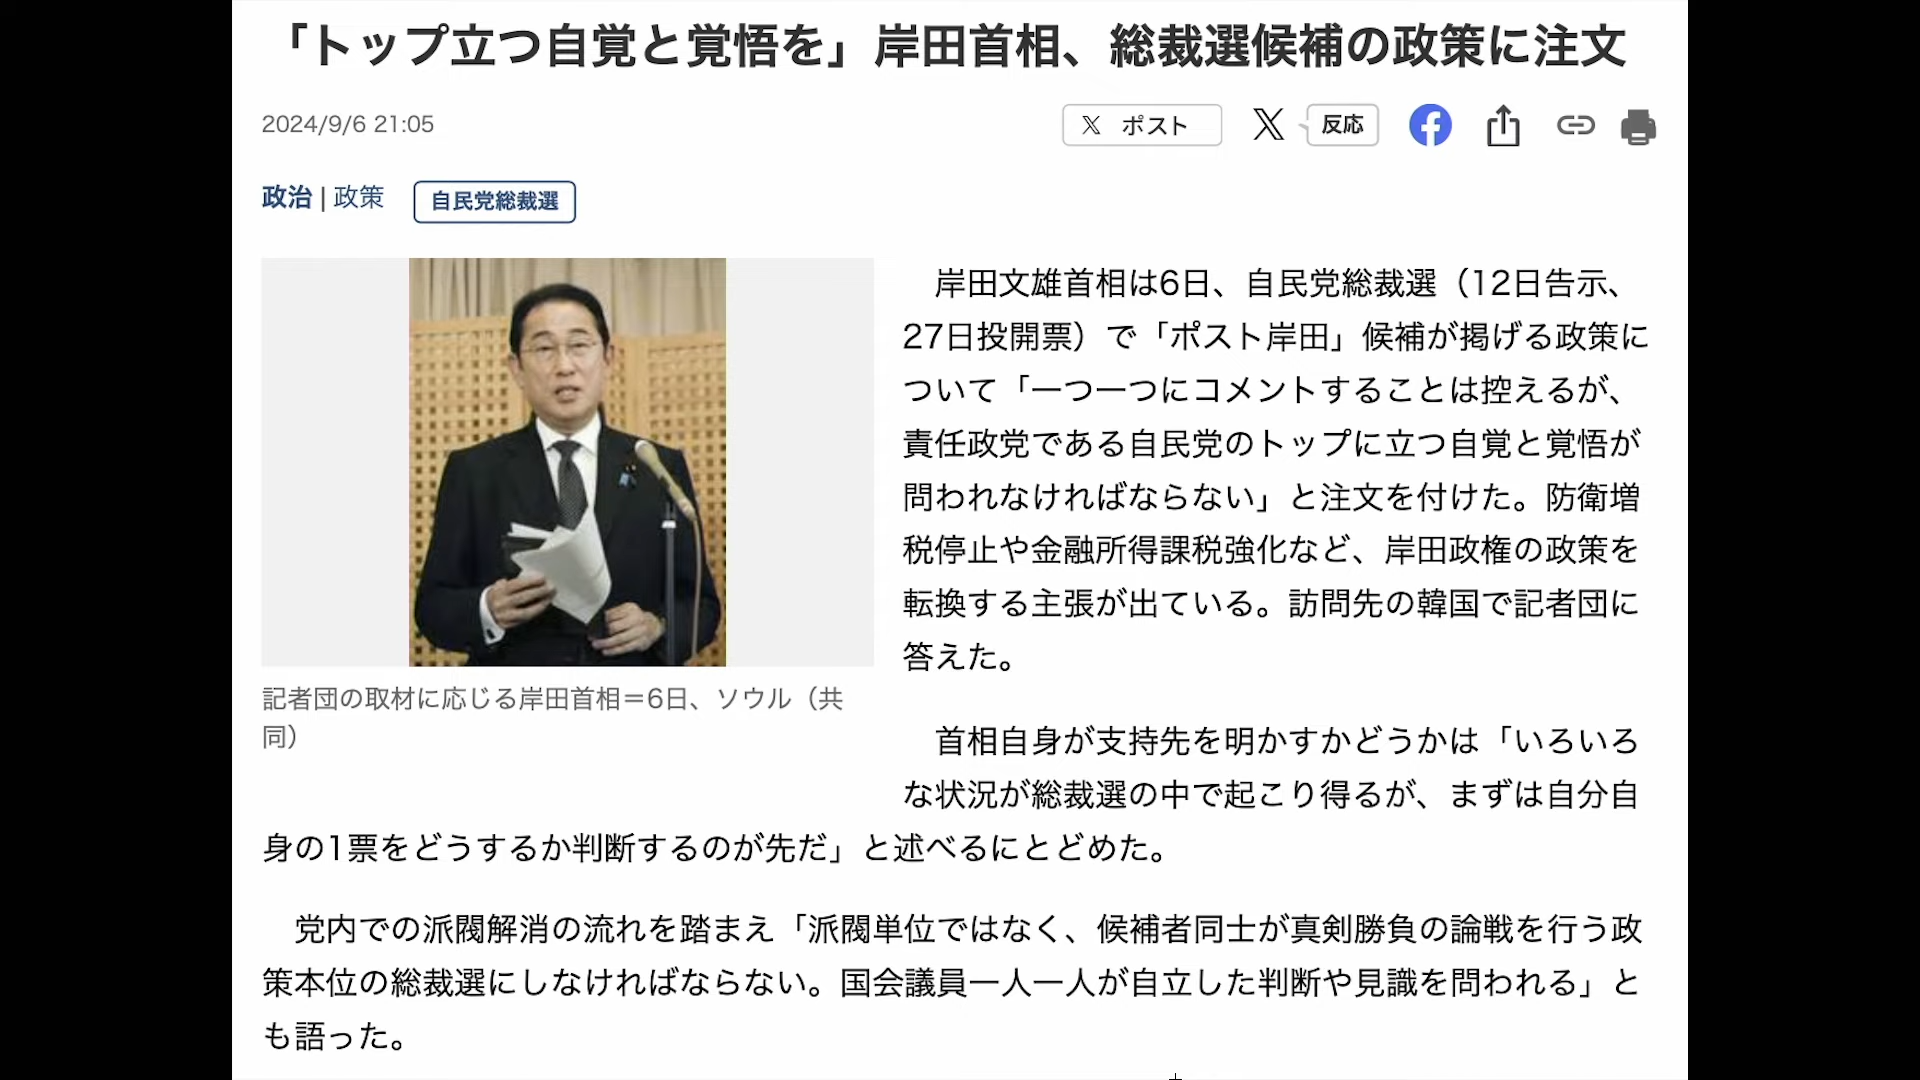 「トップ立つ自覚と覚悟を」岸田首相、総裁選候補の政策に注文
2024/9/6 21:05
ポスト
反応
政治 | 政策
自民党総裁選
岸田文雄首相は6日、自民党総裁選（12日告示、
27日投開票）で「ポスト岸田」候補が掲げる政策に
ついて「一つ一つにコメントすることは控えるが、
責任政党である自民党のトップに立つ自覚と覚悟が
問われなければならない」と注文を付けた。防衛増
税停止や金融所得課税強化など、岸田政権の政策を
転換する主張が出ている。訪問先の韓国で記者団に
答えた。
記者団の取材に応じる岸田首相＝6日、ソウル（共
同）
首相自身が支持先を明かすかどうかは「いろいろ
な状況が総裁選の中で起こり得るが、まずは自分自
身の1票をどうするか判断するのが先だ」と述べるにとどめた。
党内での派閥解消の流れを踏まえ「派閥単位ではなく、候補者同士が真剣勝負の論戦を行う政
策本位の総裁選にしなければならない。国会議員一人一人が自立した判断や見識を問われる」と
も語った。